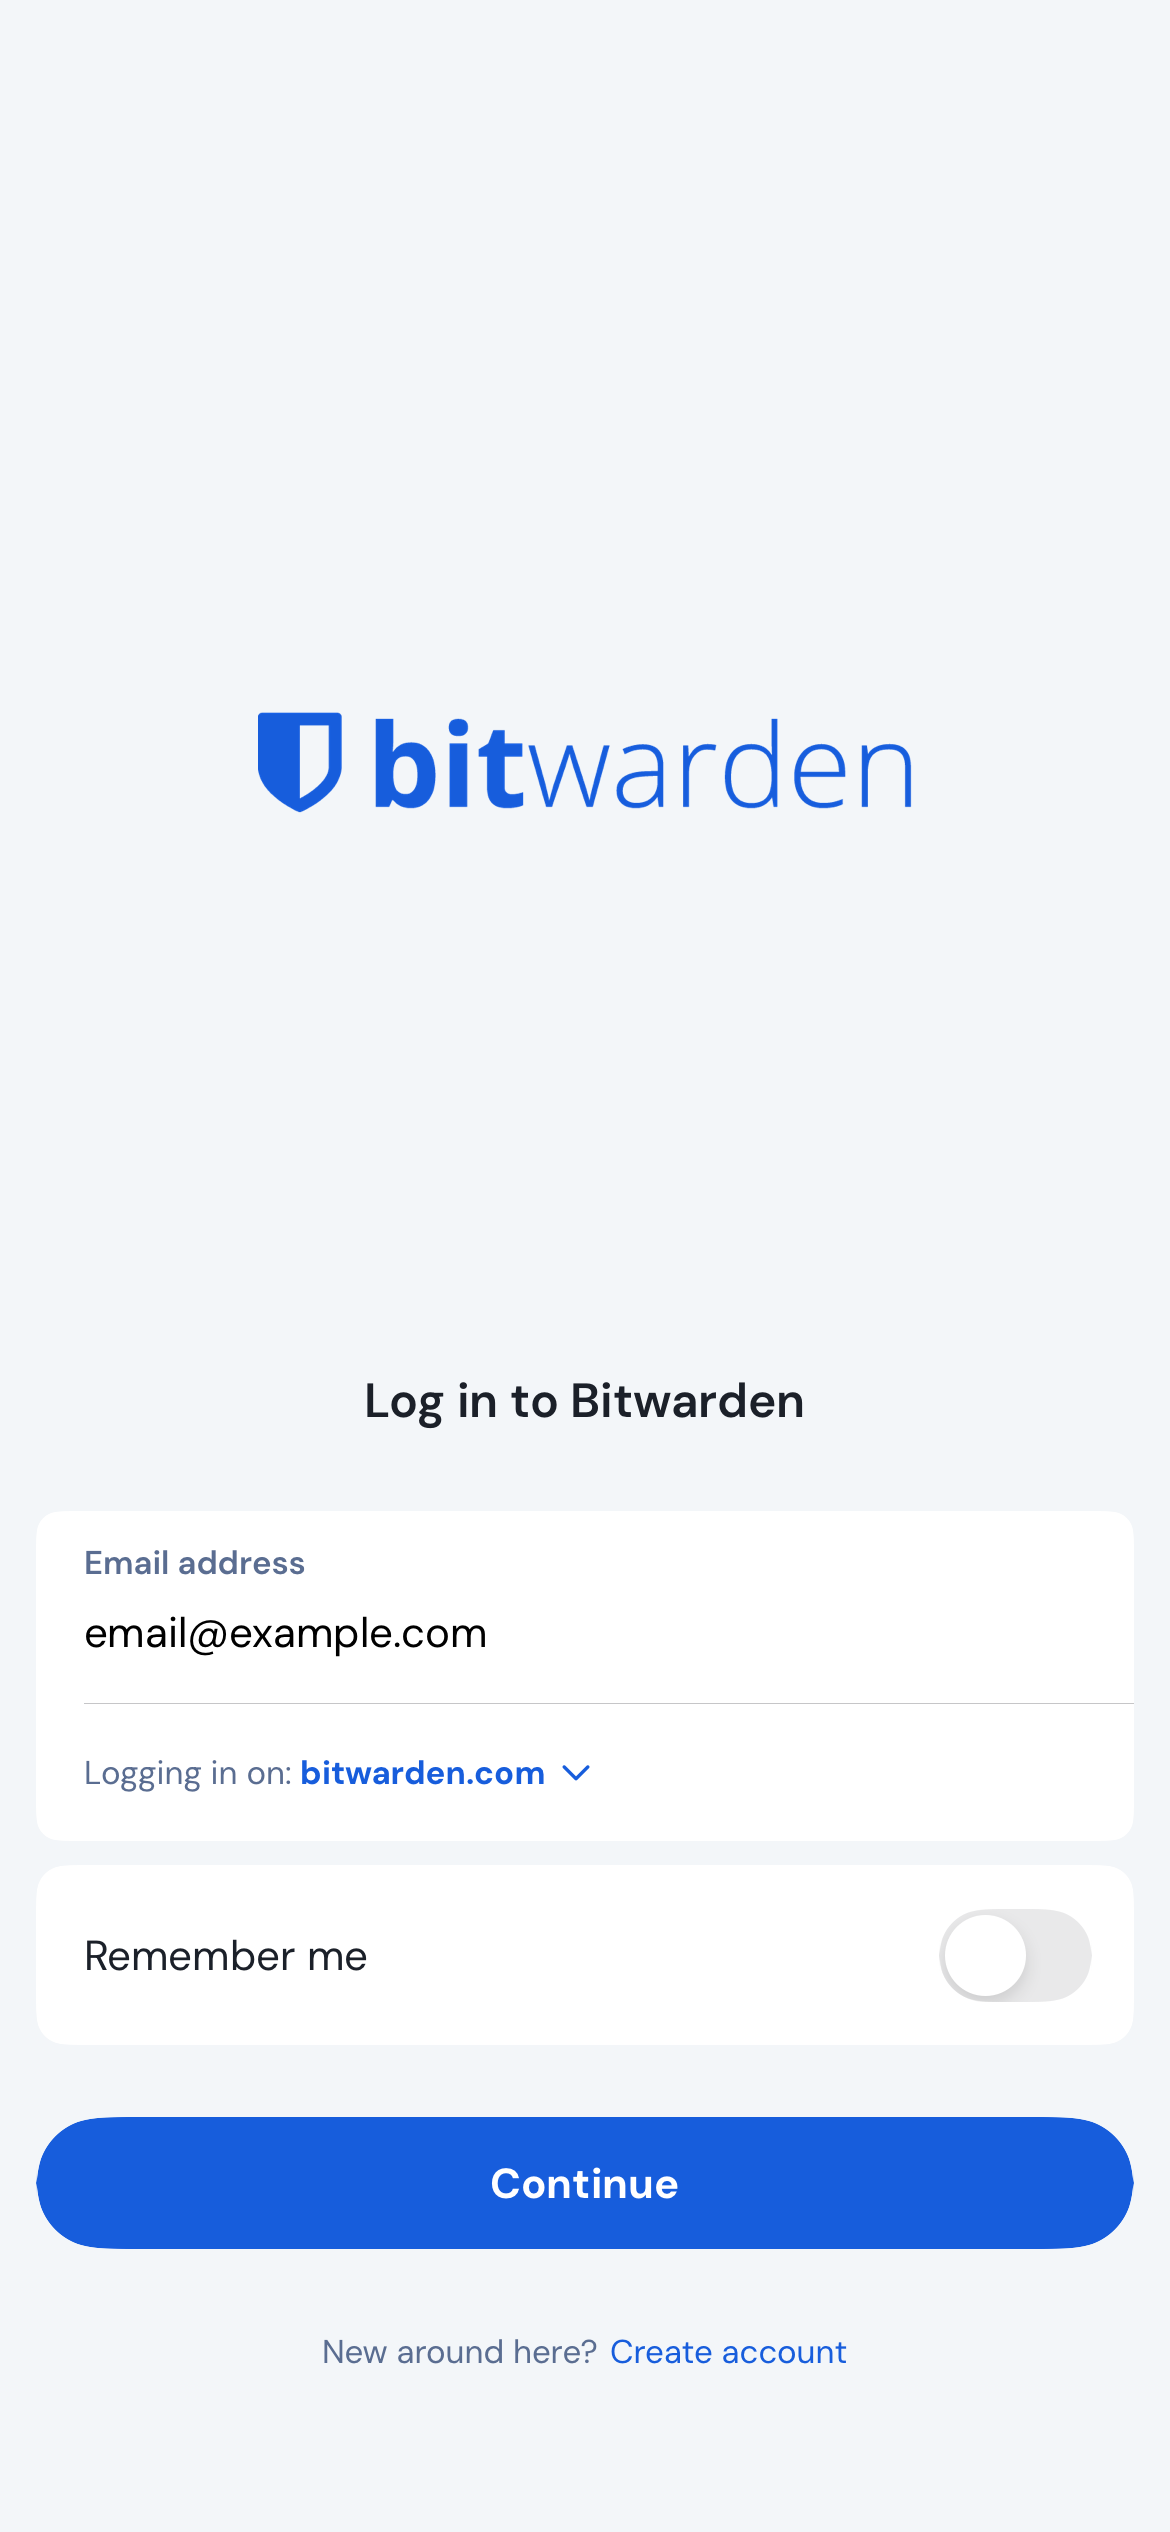 bitwarden
Log in to Bitwarden
Email address
email@example.com
Logging in on: bitwarden.com
Remember me
Continue
New around here? Create account